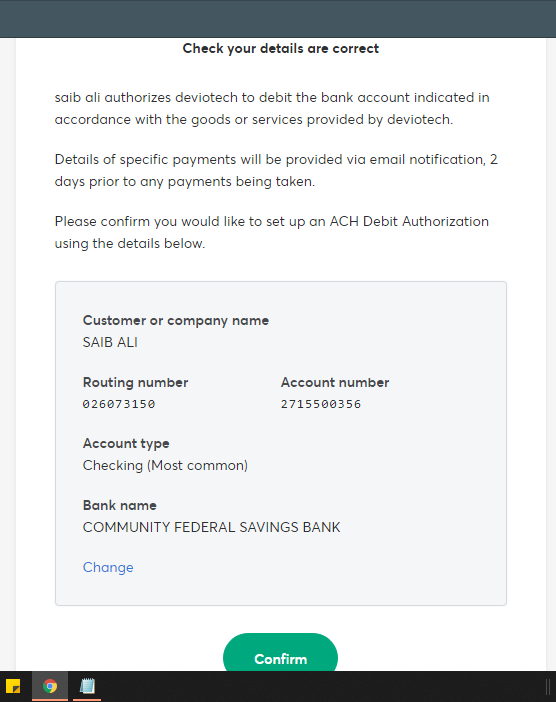 Check your details are correct
saib ali authorizes deviotech to debit the bank account indicated in
accordance with the goods or services provided by deviotech.
Details of specific payments will be provided via email notification, 2
days prior to any payments being taken.
Please confirm you would like to set up an ACH Debit Authorization
using the details below.
Customer or company name
SAIB ALI
Routing number Account number
026073150 2715500356
Account type
Checking (Most common)
Bank name
COMMUNITY FEDERAL SAVINGS BANK
Change
Confirm